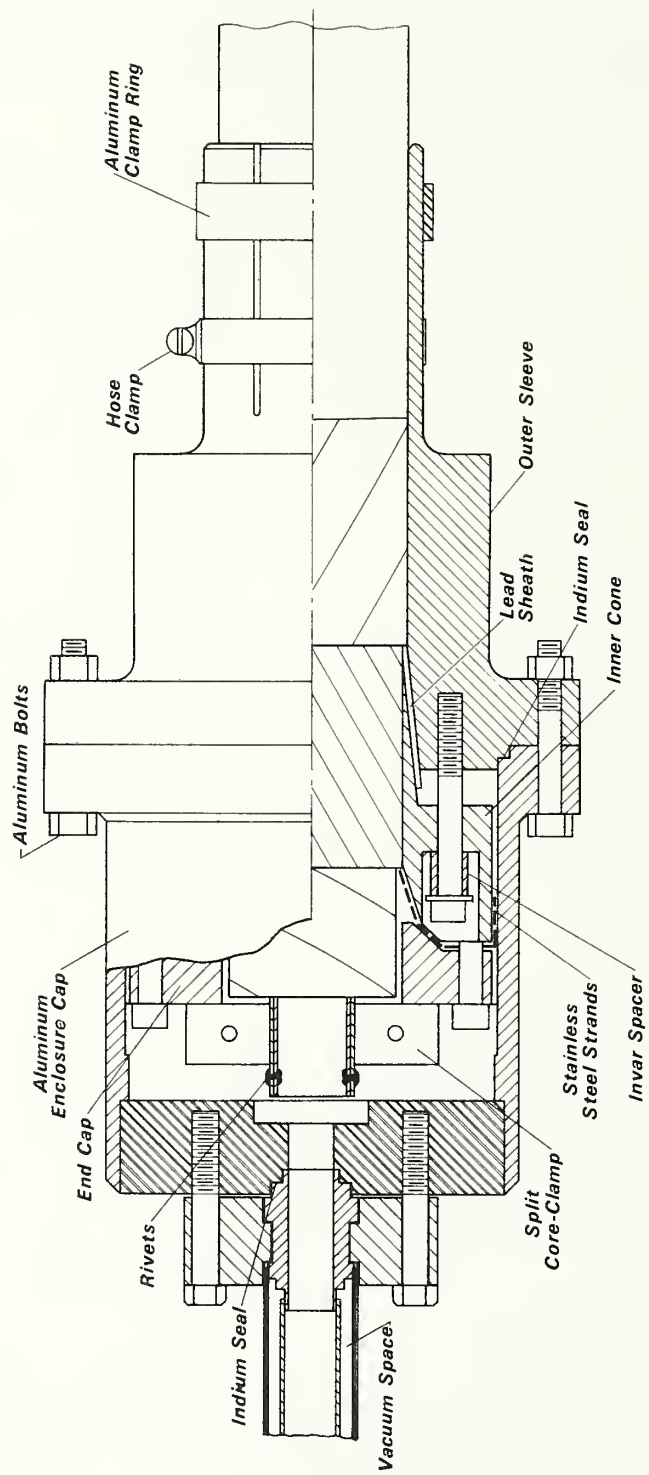 Aluminum Bolts
Aluminum
Enclosure Cap
End Cap
Rivets
Indium Seal
Vacuum Space
Hose
Clamp
Aluminum
Clamp Ring
Split
Core-Clamp
Stainless
Steel Strands
Invar Spacer
Inner Cone
Indium Seal
Lead
Sheath
Outer Sleeve